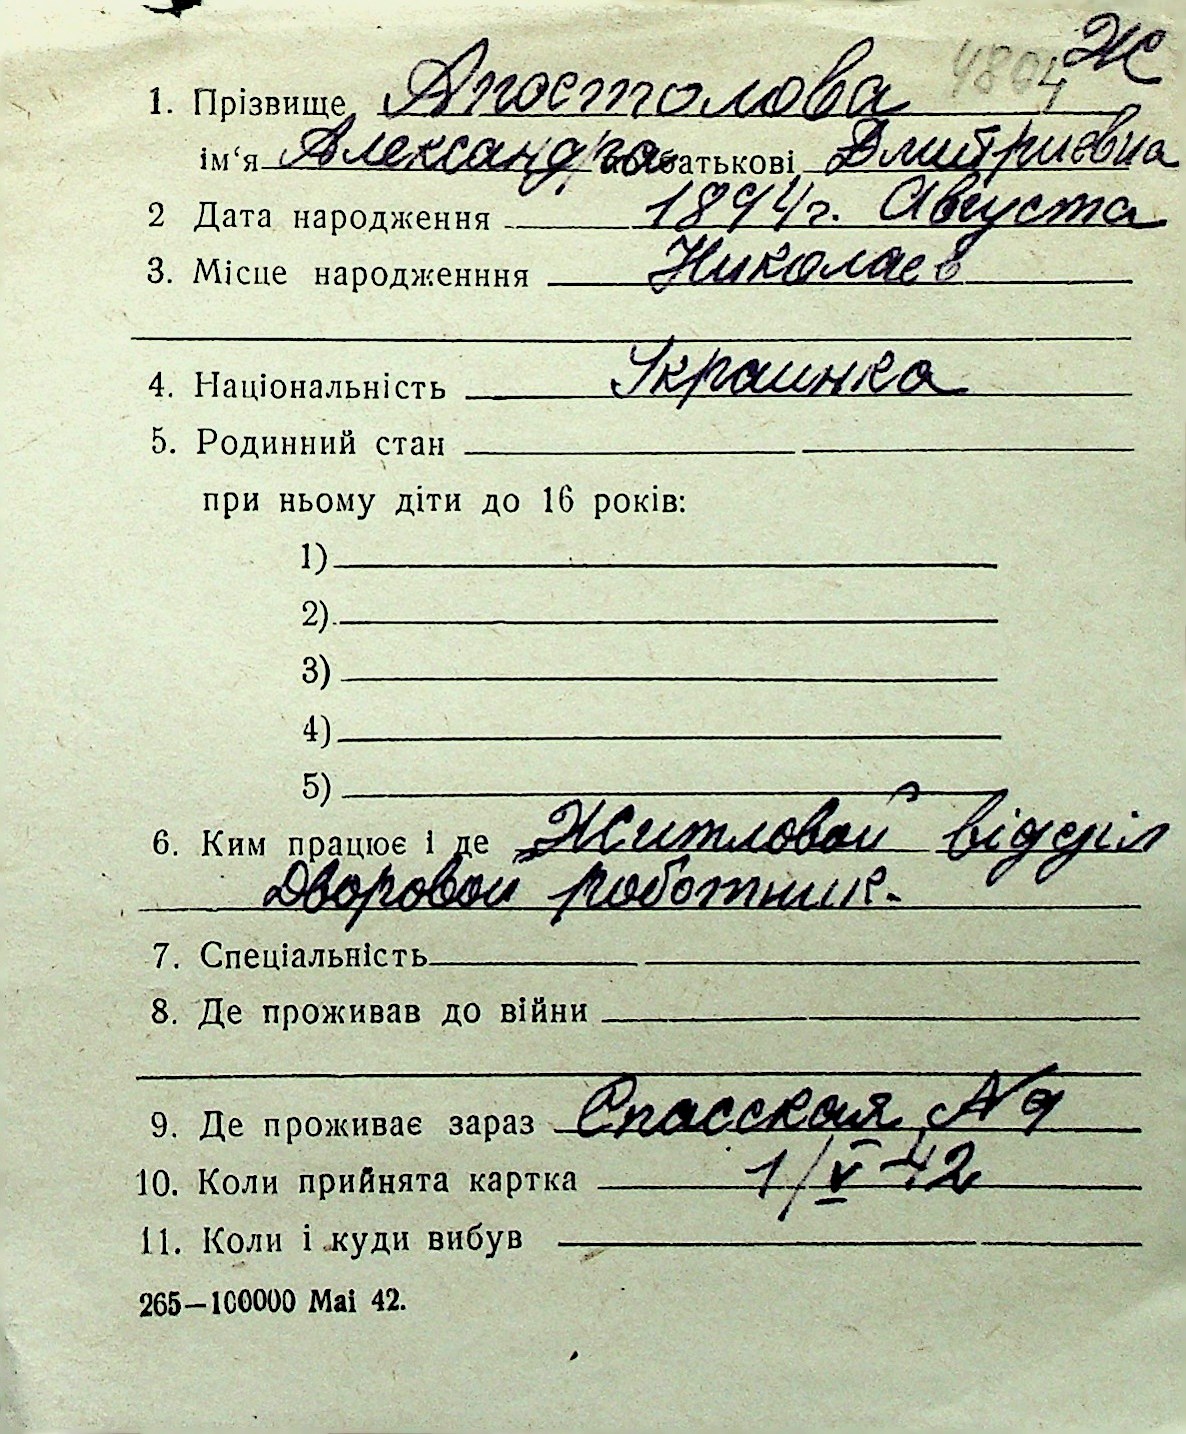 4804 Ж
1. Прізвище Апостолова
ім‘я Александра по батькові Дмитриевна
2 Дата народження 1894 г. Августа
3. Місце народженння Николаев
4. Національність Украинка
5. Родинний стан
при ньому діти до 16 років:
1)
2)
3)
4)
5)
6. Ким працює і де Житловой відділ
Дворовой работник.
7. Спеціальність
8. Де проживав до війни
9. Де проживає зараз Спасская № 9
10. Коли прийнята картка 1/V-42
11. Коли і куди вибув
265—100000 Mai 42.